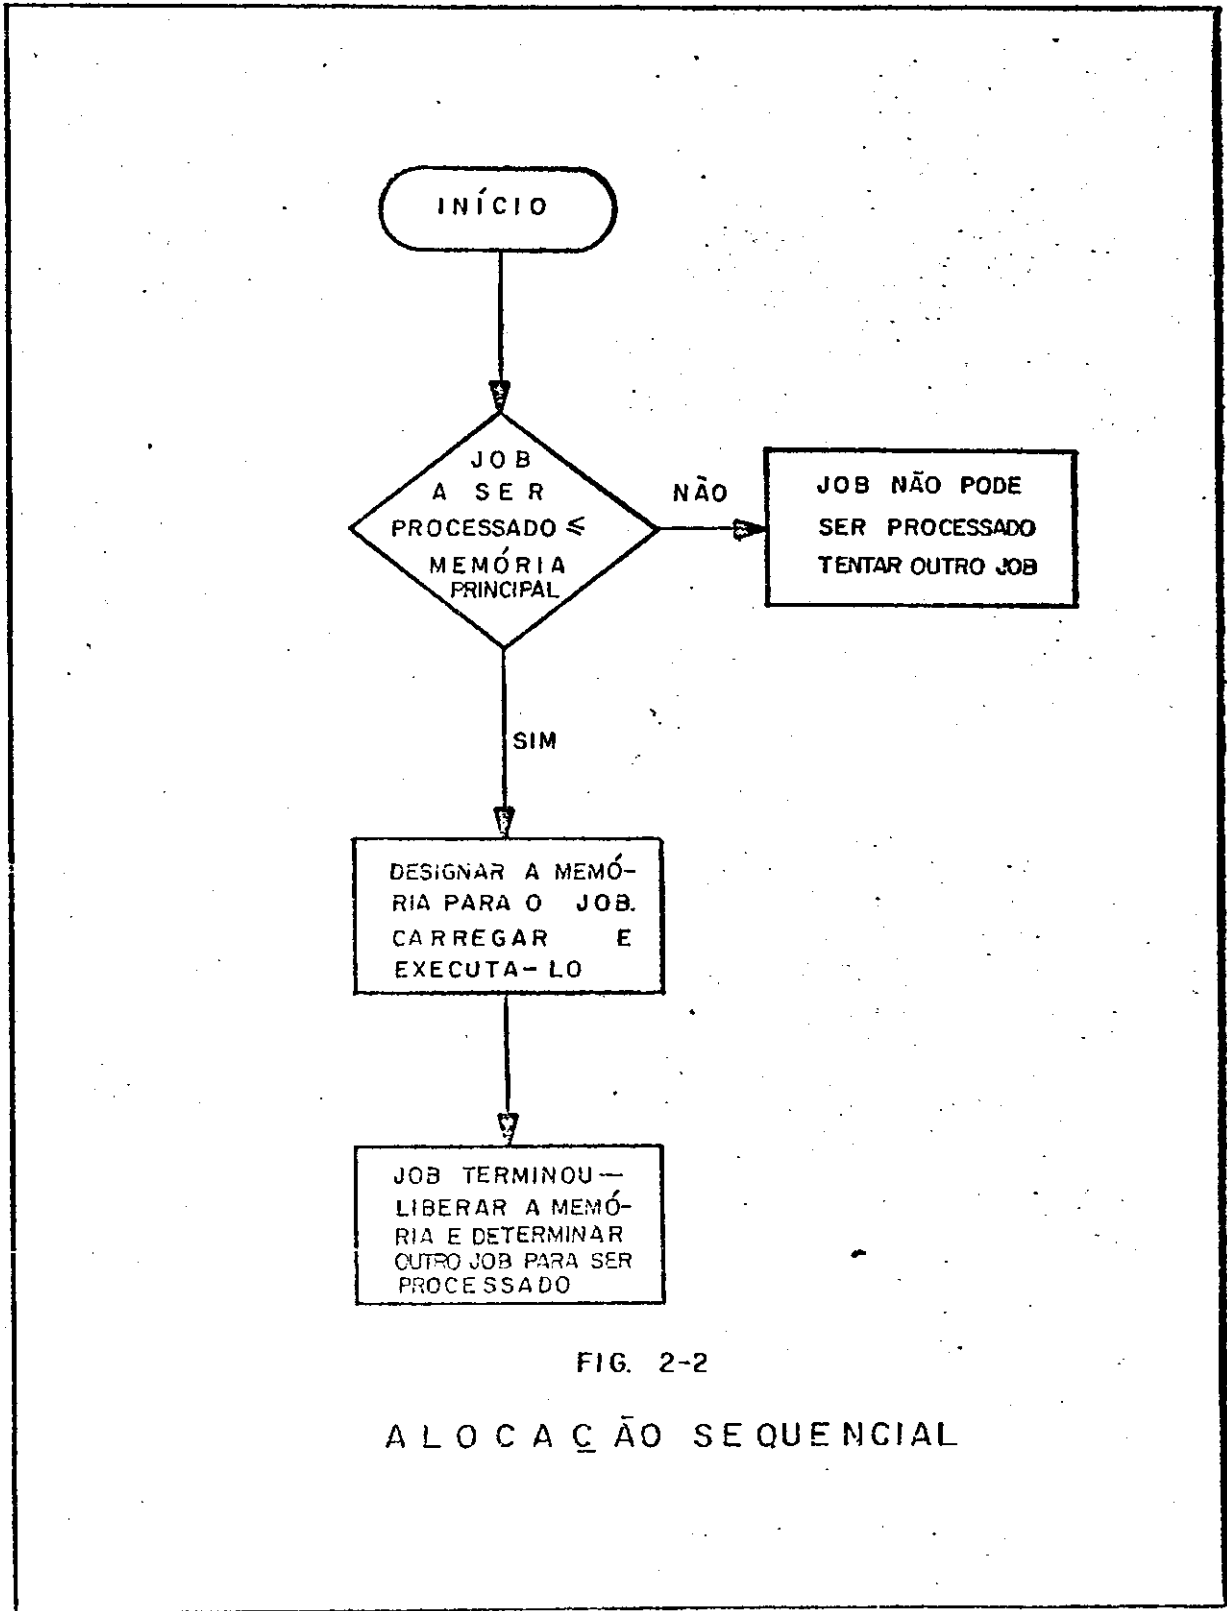 INÍCIO
JOB
A SER
PROCESSADO ≤
MEMÓRIA
PRINCIPAL
NÃO
JOB NÃO PODE
SER PROCESSADO
TENTAR OUTRO JOB
SIM
DESIGNAR A MEMÓ-
RIA PARA O JOB.
CARREGAR E
EXECUTA-LO
JOB TERMINOU—
LIBERAR A MEMÓ-
RIA E DETERMINAR
OUTRO JOB PARA SER
PROCESSADO
FIG. 2-2
ALOCAÇÃO SEQUENCIAL